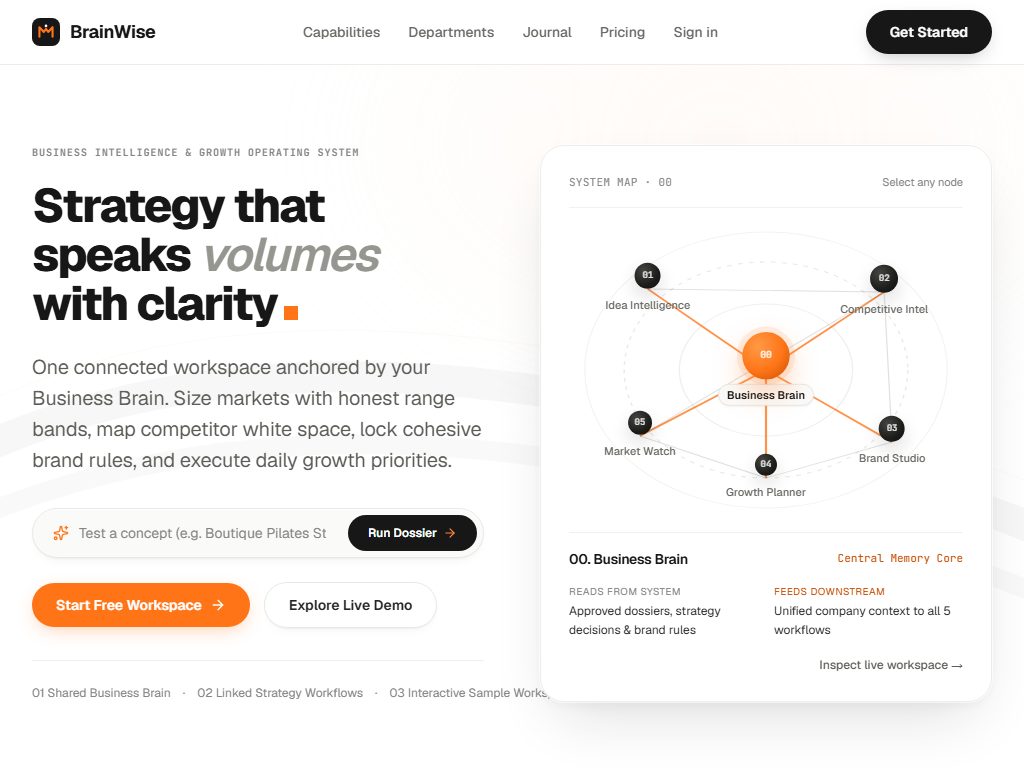 BrainWise
Capabilities Departments Journal Pricing Sign in
Get Started
BUSINESS INTELLIGENCE & GROWTH OPERATING SYSTEM
Strategy that
speaks volumes
with clarity
One connected workspace anchored by your
Business Brain. Size markets with honest range
bands, map competitor white space, lock cohesive
brand rules, and execute daily growth priorities.
Test a concept (e.g. Boutique Pilates St
Run Dossier →
Start Free Workspace →
Explore Live Demo
01 Shared Business Brain · 02 Linked Strategy Workflows · 03 Interactive Sample
SYSTEM MAP · 00
Select any node
01
Idea Intelligence
02
Competitive Intel
00
Business Brain
05
Market Watch
03
Brand Studio
04
Growth Planner
00. Business Brain
Central Memory Core
READS FROM SYSTEM
Approved dossiers, strategy
decisions & brand rules
FEEDS DOWNSTREAM
Unified company context to all 5
workflows
Inspect live workspace →